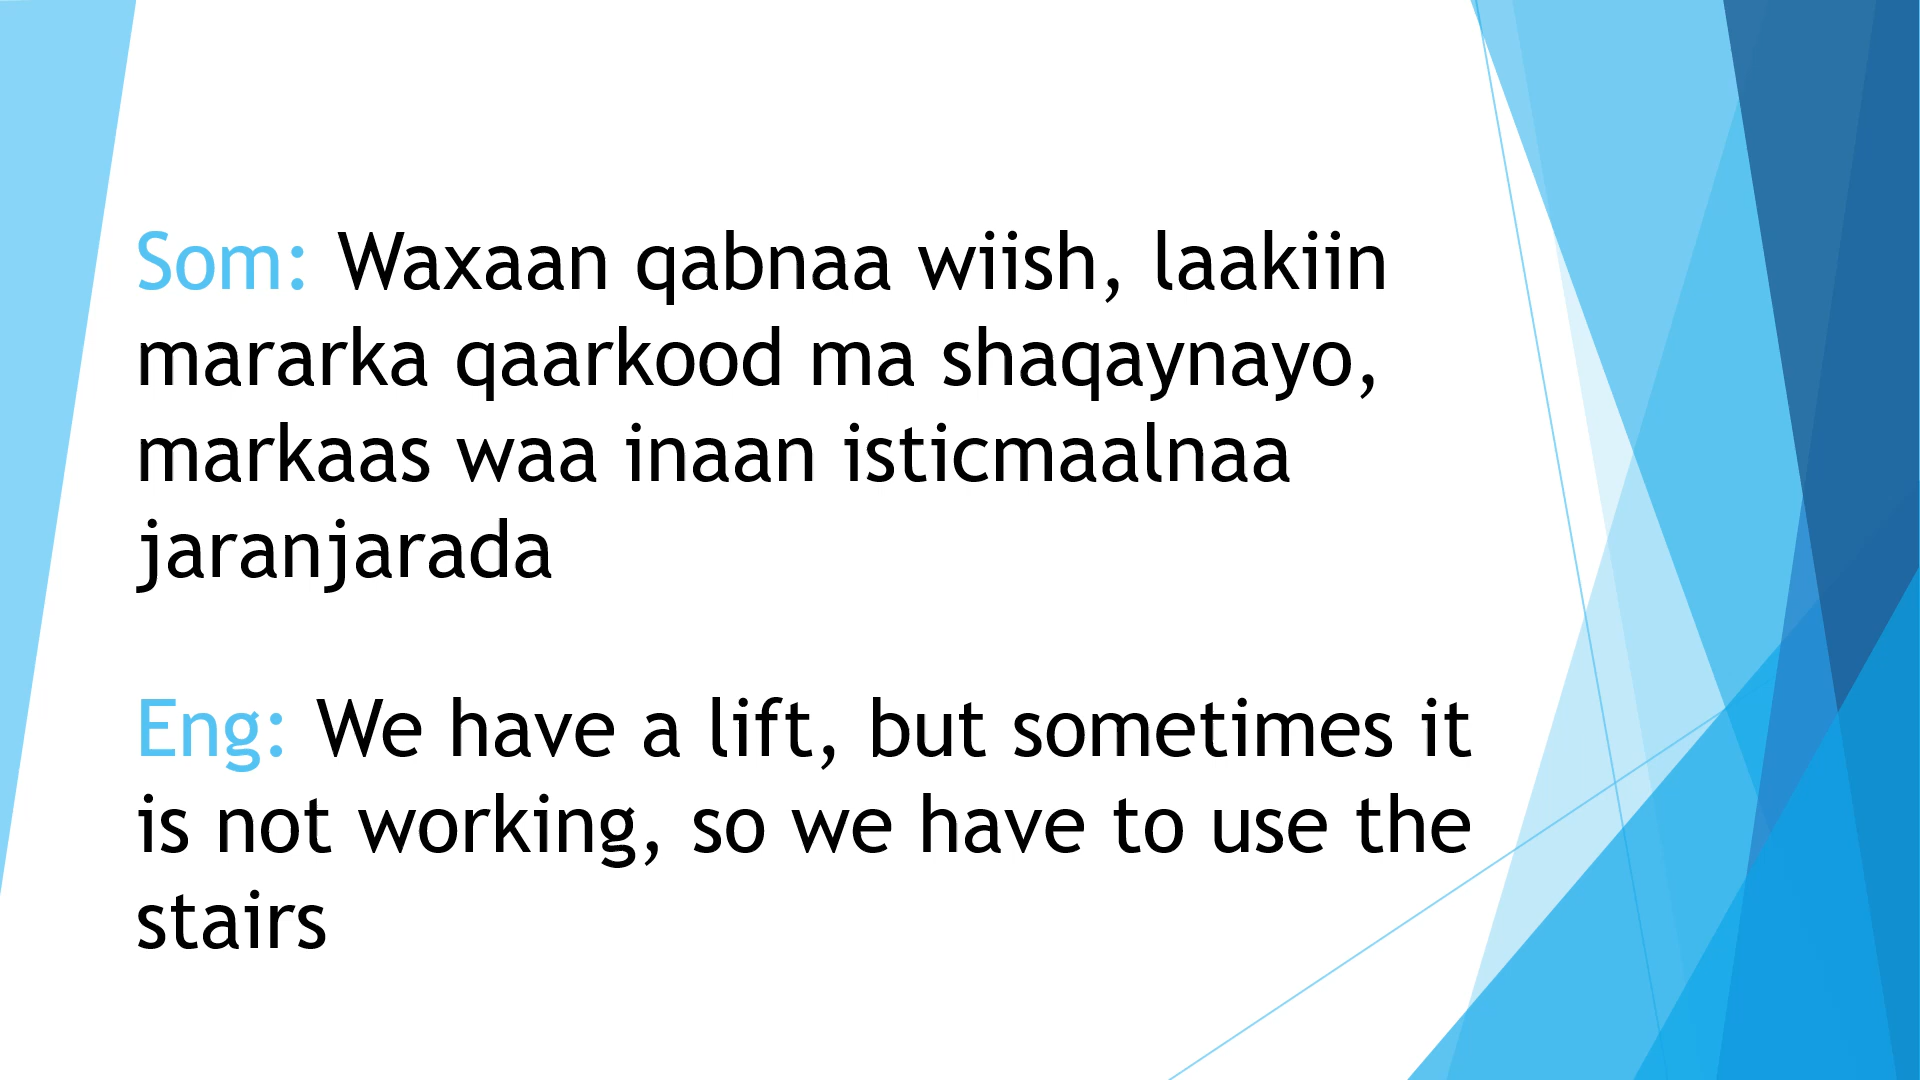 Som: Waxaan qabnaa wiish, laakiin
mararka qaarkood ma shaqaynayo,
markaas waa inaan isticmaalnaa
jaranjarada
Eng: We have a lift, but sometimes it
is not working, so we have to use the
stairs